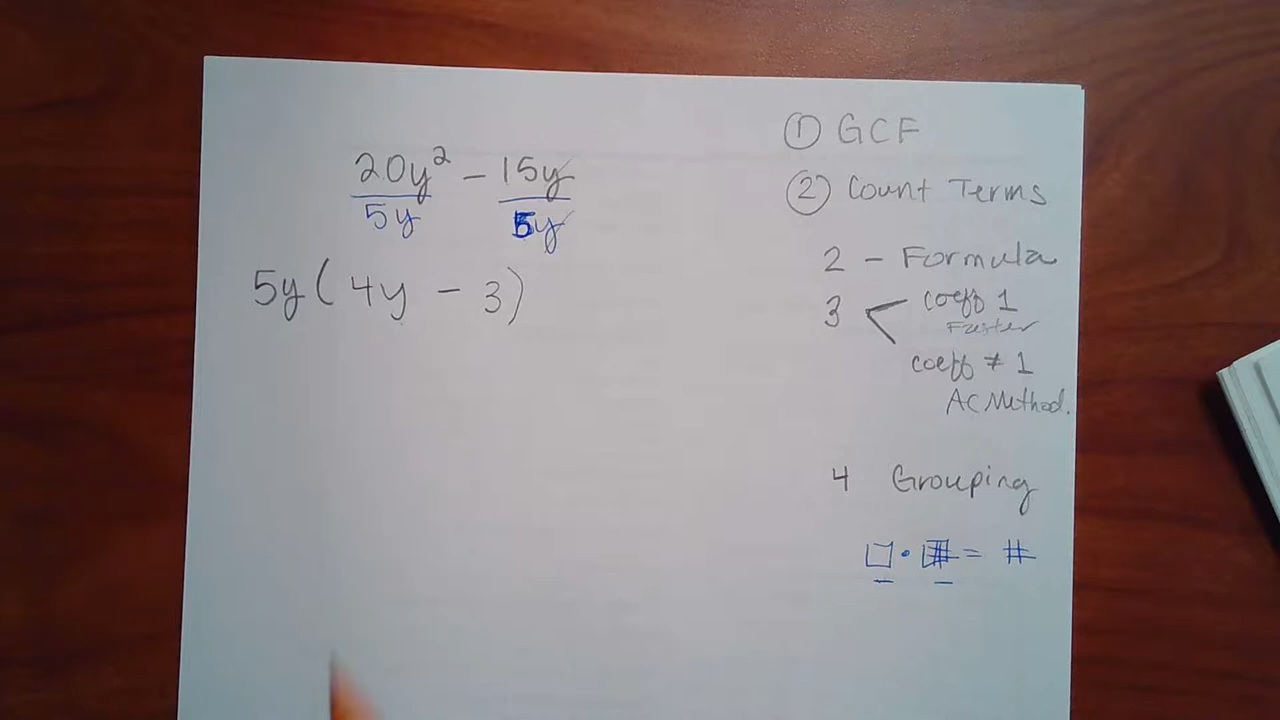 20y² - 15y
5y 5y
5y(4y - 3)
① GCF
② Count Terms
2 - Formula
3 < coeff 1
coeff ≠ 1
AC Method.
4 Grouping
□ · # = #